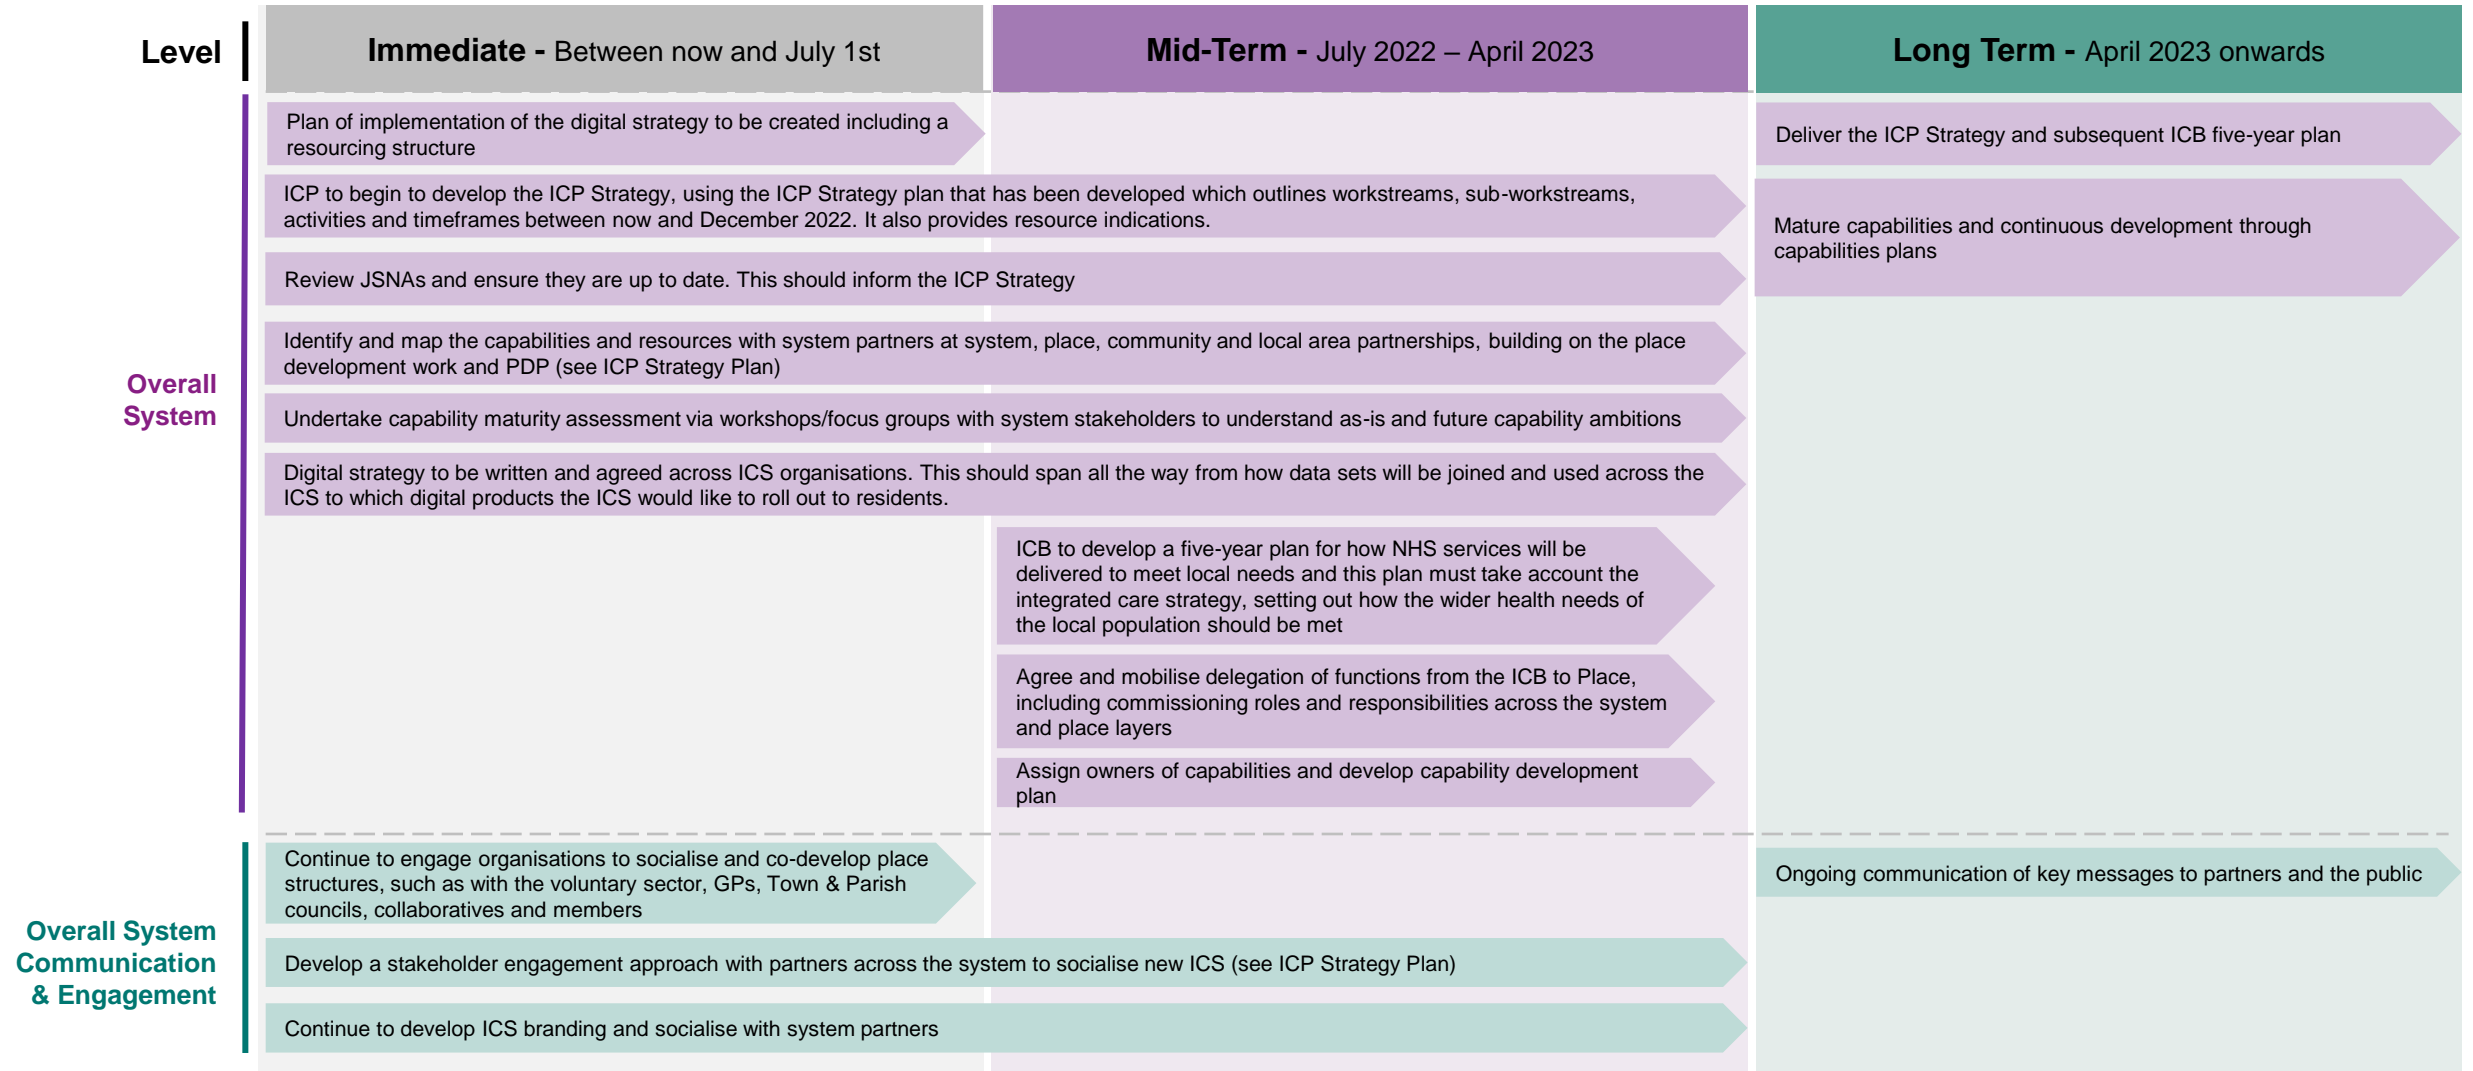 Level
Immediate - Between now and July 1st
Mid-Term - July 2022 – April 2023
Long Term - April 2023 onwards
Overall
System
Plan of implementation of the digital strategy to be created including a
resourcing structure
Deliver the ICP Strategy and subsequent ICB five-year plan
ICP to begin to develop the ICP Strategy, using the ICP Strategy plan that has been developed which outlines workstreams, sub-workstreams,
activities and timeframes between now and December 2022. It also provides resource indications.
Mature capabilities and continuous development through
capabilities plans
Review JSNAs and ensure they are up to date. This should inform the ICP Strategy
Identify and map the capabilities and resources with system partners at system, place, community and local area partnerships, building on the place
development work and PDP (see ICP Strategy Plan)
Undertake capability maturity assessment via workshops/focus groups with system stakeholders to understand as-is and future capability ambitions
Digital strategy to be written and agreed across ICS organisations. This should span all the way from how data sets will be joined and used across the
ICS to which digital products the ICS would like to roll out to residents.
ICB to develop a five-year plan for how NHS services will be
delivered to meet local needs and this plan must take account the
integrated care strategy, setting out how the wider health needs of
the local population should be met
Agree and mobilise delegation of functions from the ICB to Place,
including commissioning roles and responsibilities across the system
and place layers
Assign owners of capabilities and develop capability development
plan
Overall System
Communication
& Engagement
Continue to engage organisations to socialise and co-develop place
structures, such as with the voluntary sector, GPs, Town & Parish
councils, collaboratives and members
Ongoing communication of key messages to partners and the public
Develop a stakeholder engagement approach with partners across the system to socialise new ICS (see ICP Strategy Plan)
Continue to develop ICS branding and socialise with system partners